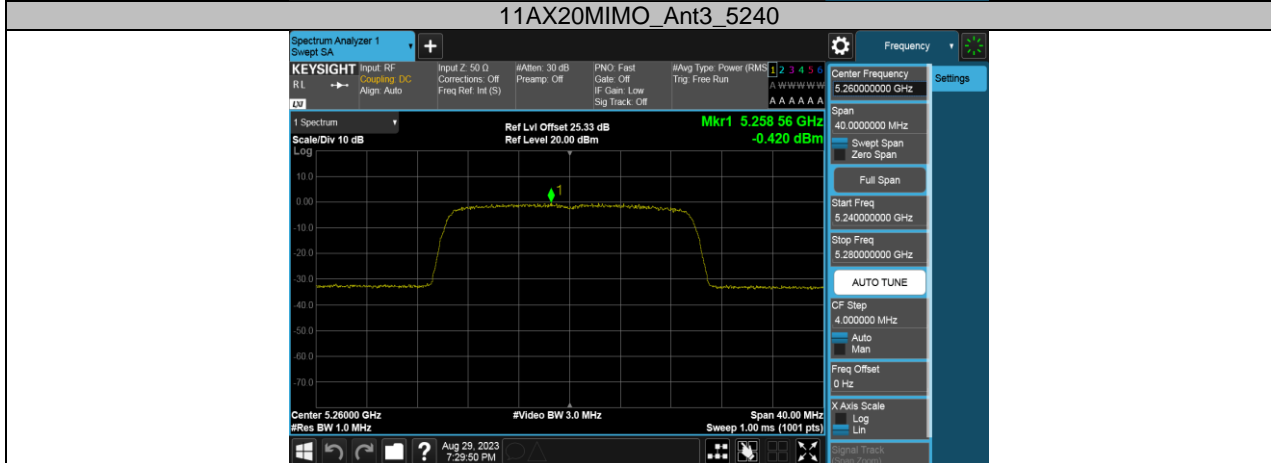 11AX20MIMO_Ant3_5240
Spectrum Analyzer 1
Swept SA
+
Frequency
KEYSIGHT
RL
LXI
Input: RF
Coupling: DC
Align: Auto
Input Z: 50 Ω
Corrections: Off
Freq Ref: Int (S)
#Atten: 30 dB
Preamp: Off
PNO: Fast
Gate: Off
IF Gain: Low
Sig Track: Off
#Avg Type: Power (RMS
Trig: Free Run
1 2 3 4 5 6
A W W W W W
A A A A A A
Center Frequency
5.260000000 GHz
Settings
1 Spectrum
Scale/Div 10 dB
Log
Ref Lvl Offset 25.33 dB
Ref Level 20.00 dBm
Mkr1 5.258 56 GHz
-0.420 dBm
1
10.0
0.00
-10.0
-20.0
-30.0
-40.0
-50.0
-60.0
-70.0
Center 5.26000 GHz
#Res BW 1.0 MHz
#Video BW 3.0 MHz
Span 40.00 MHz
Sweep 1.00 ms (1001 pts)
Span
40.0000000 MHz
Swept Span
Zero Span
Full Span
Start Freq
5.240000000 GHz
Stop Freq
5.280000000 GHz
AUTO TUNE
CF Step
4.000000 MHz
Auto
Man
Freq Offset
0 Hz
X Axis Scale
Log
Lin
Signal Track
(Span Zoom)
?
Aug 29, 2023
7:29:50 PM